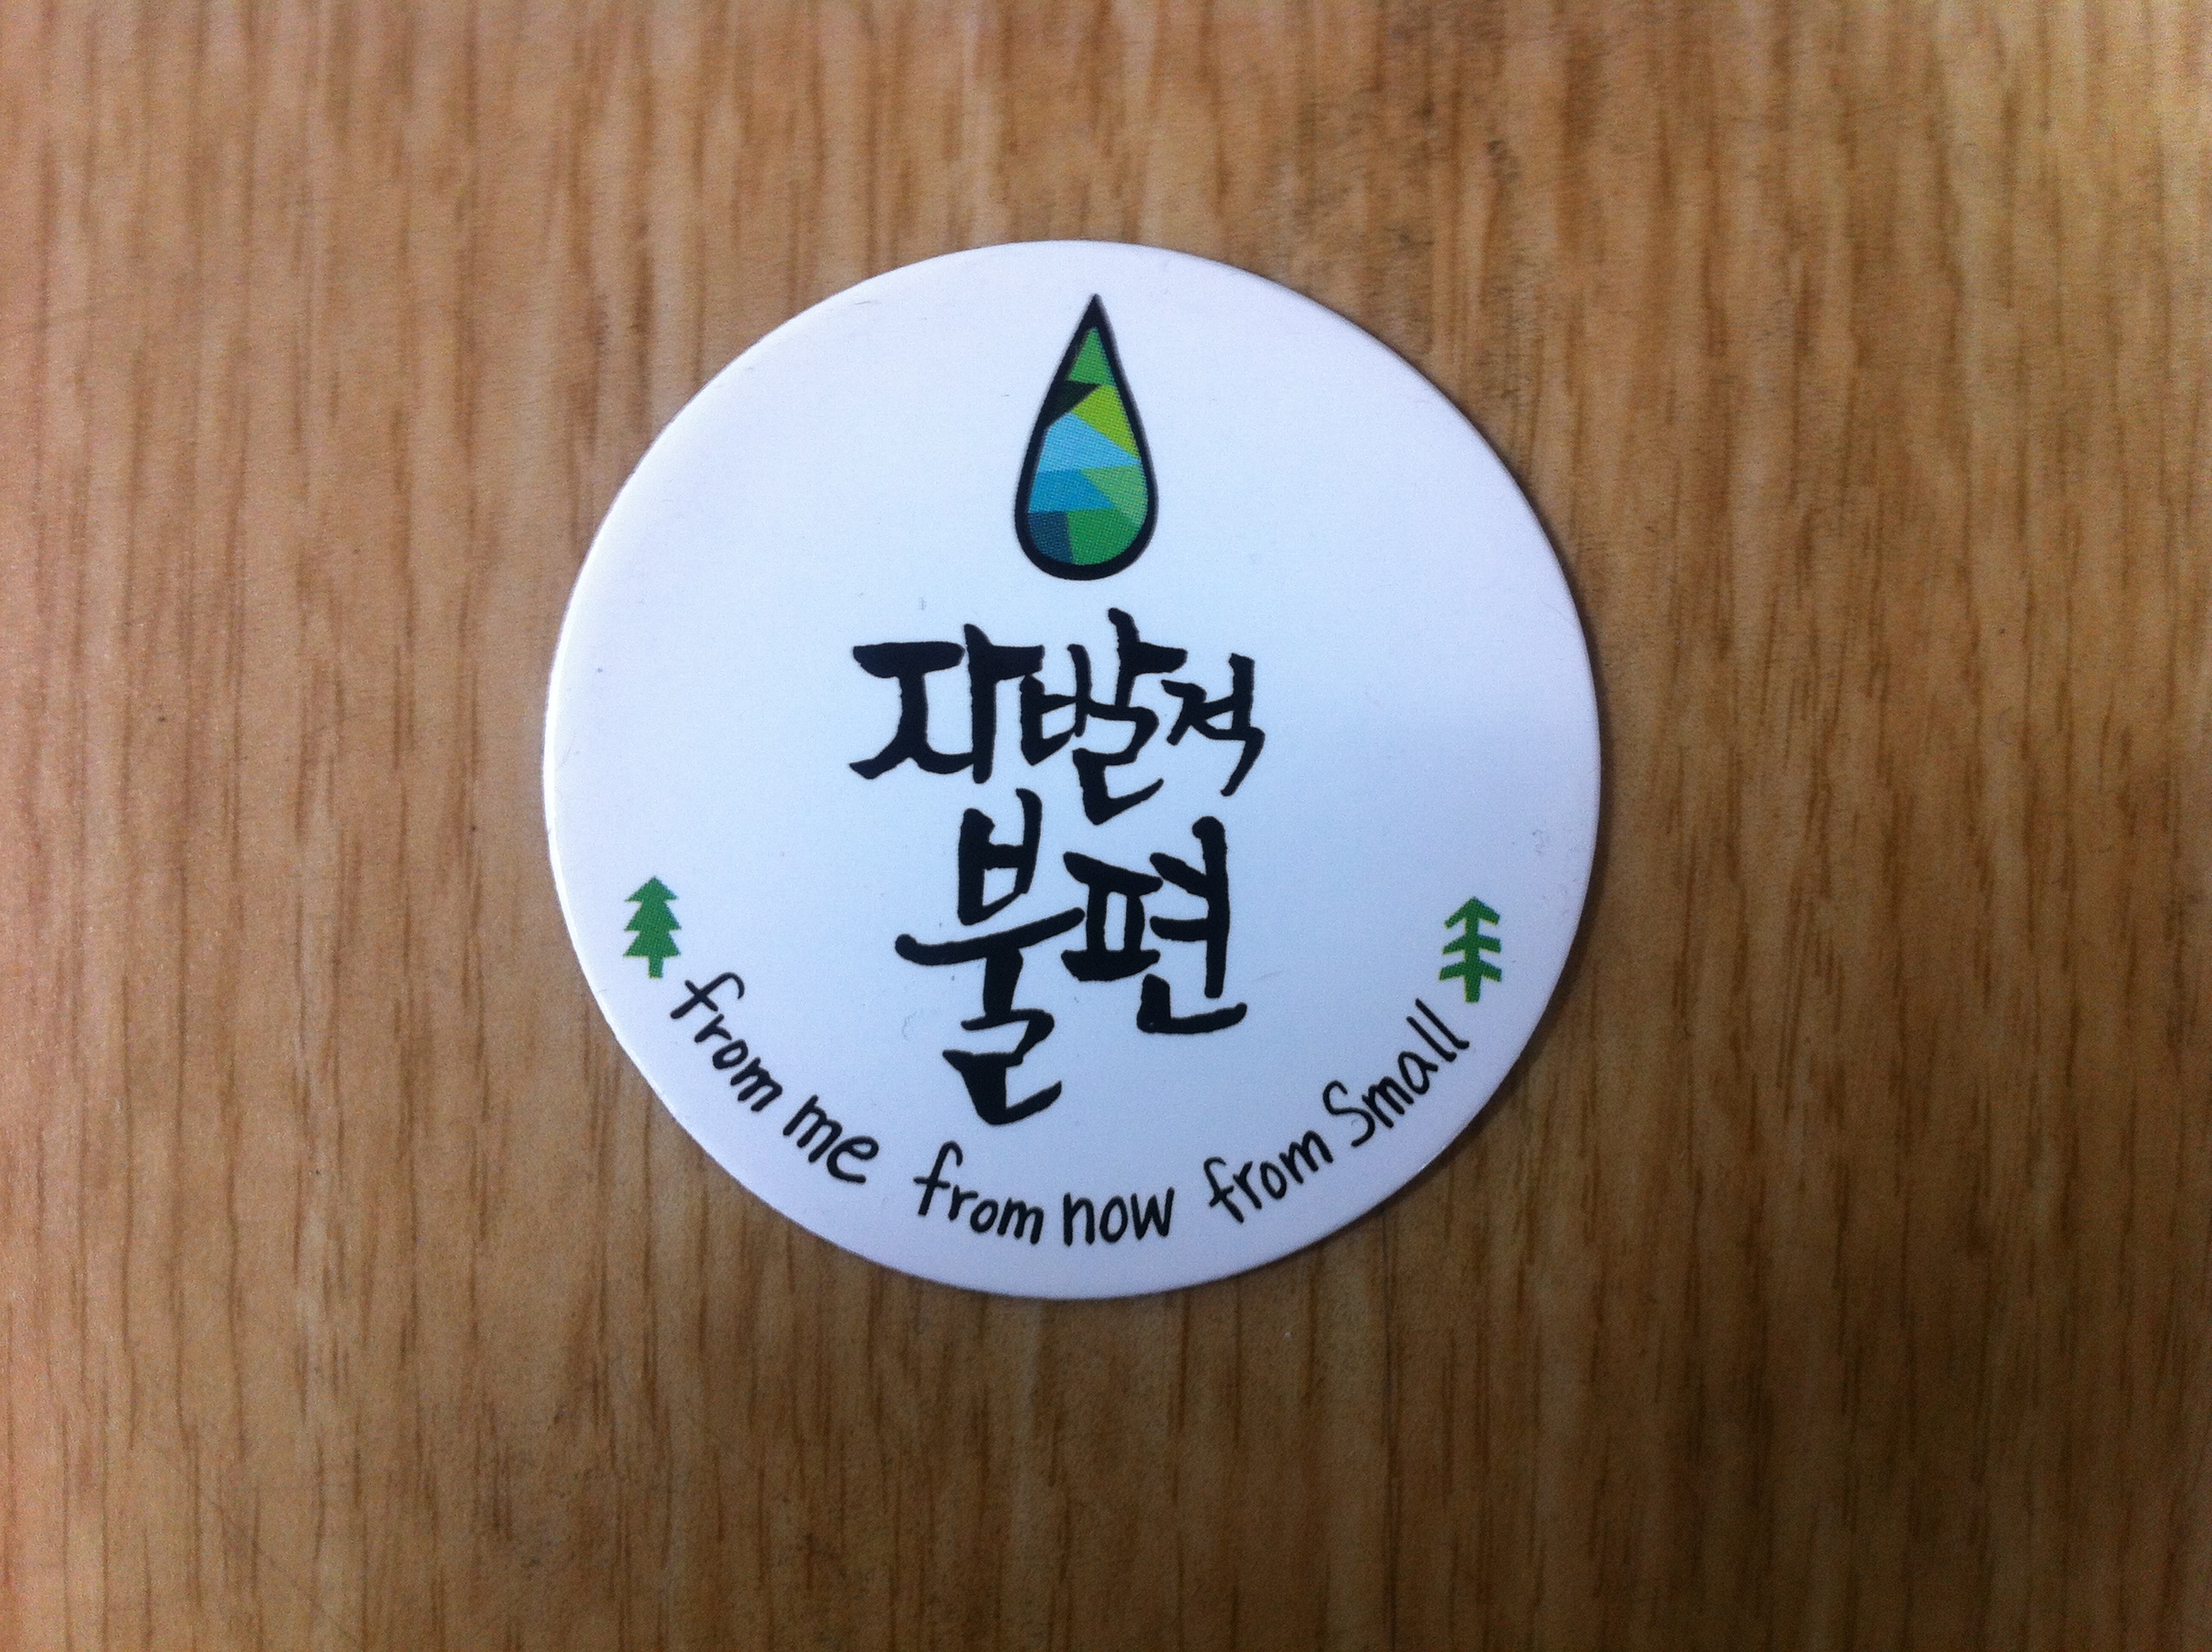 자발적
불편
from me from now from Small